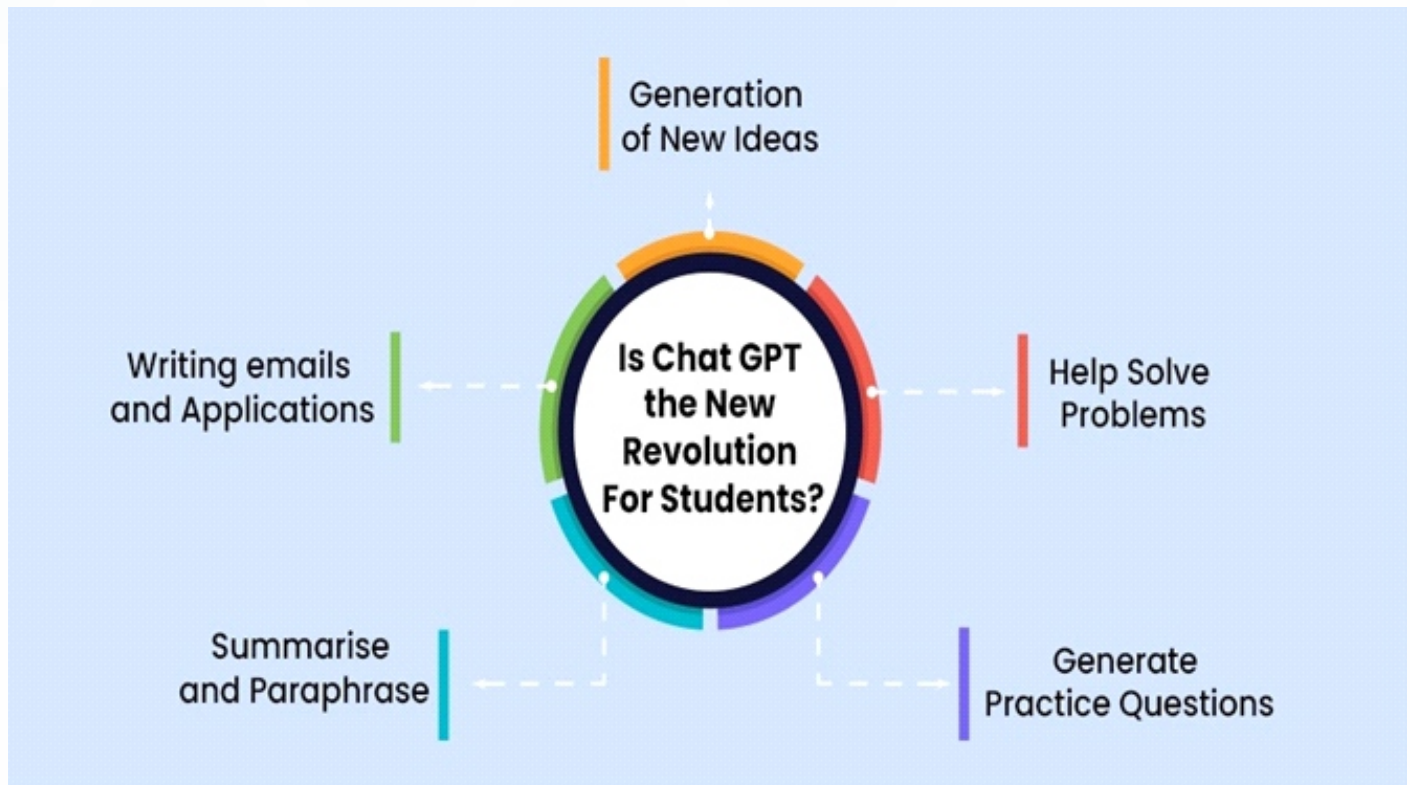 Generation
of New Ideas
Writing emails
and Applications
Is Chat GPT
the New
Revolution
For Students?
Help Solve
Problems
Summarise
and Paraphrase
Generate
Practice Questions